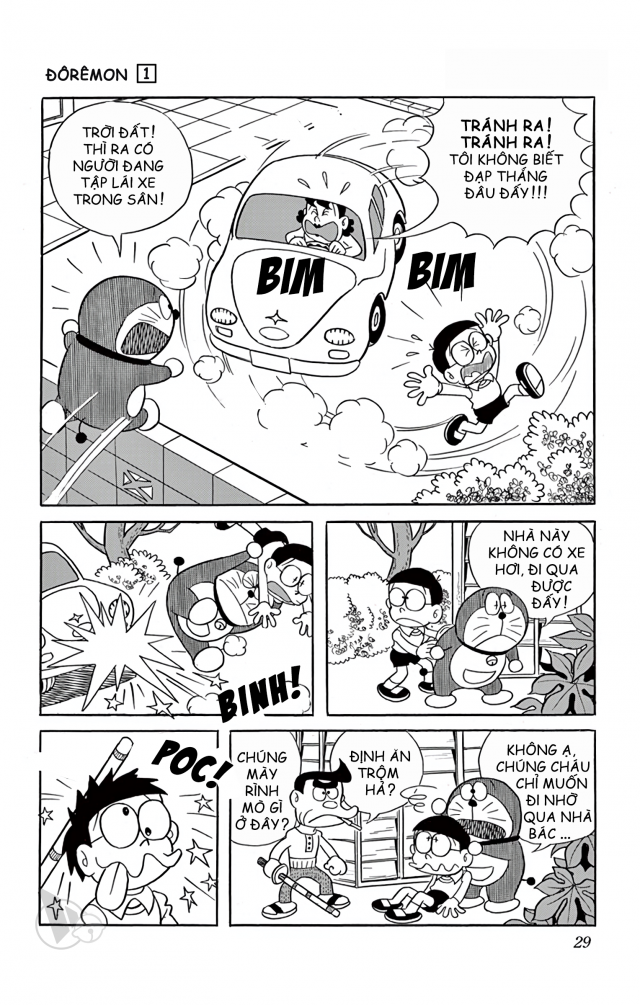 ĐÔRÊMON 1
TRỜI ĐẤT!
THÌ RA CÓ
NGƯỜI ĐANG
TẬP LÁI XE
TRONG SÂN!
TRÁNH RA!
TRÁNH RA!
TÔI KHÔNG BIẾT
ĐẠP THẮNG
ĐÂU ĐẤY!!!
BIM
BIM
BINH!
NHÀ NÀY
KHÔNG CÓ XE
HƠI, ĐI QUA
ĐƯỢC
ĐẤY!
POC!
CHÚNG
MÀY
RÌNH
MÒ GÌ
Ở ĐÂY?
ĐỊNH ĂN
TRỘM
HẢ?
KHÔNG Ạ,
CHÚNG CHÁU
CHỈ MUỐN
ĐI NHỜ
QUA NHÀ
BÁC ...
29